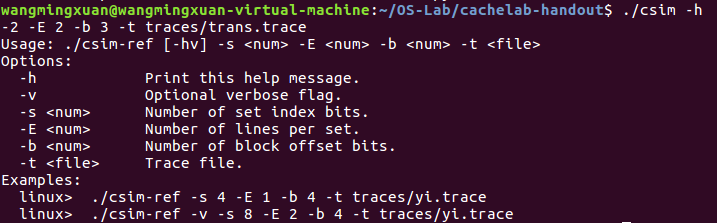 wangmingxuan@wangmingxuan-virtual-machine:~/OS-Lab/cachelab-handout$ ./csim -h
-2 -E 2 -b 3 -t traces/trans.trace
Usage: ./csim-ref [-hv] -s <num> -E <num> -b <num> -t <file>
Options:
  -h         Print this help message.
  -v         Optional verbose flag.
  -s <num>   Number of set index bits.
  -E <num>   Number of lines per set.
  -b <num>   Number of block offset bits.
  -t <file>  Trace file.
Examples:
  linux>  ./csim-ref -s 4 -E 1 -b 4 -t traces/yi.trace
  linux>  ./csim-ref -v -s 8 -E 2 -b 4 -t traces/yi.trace